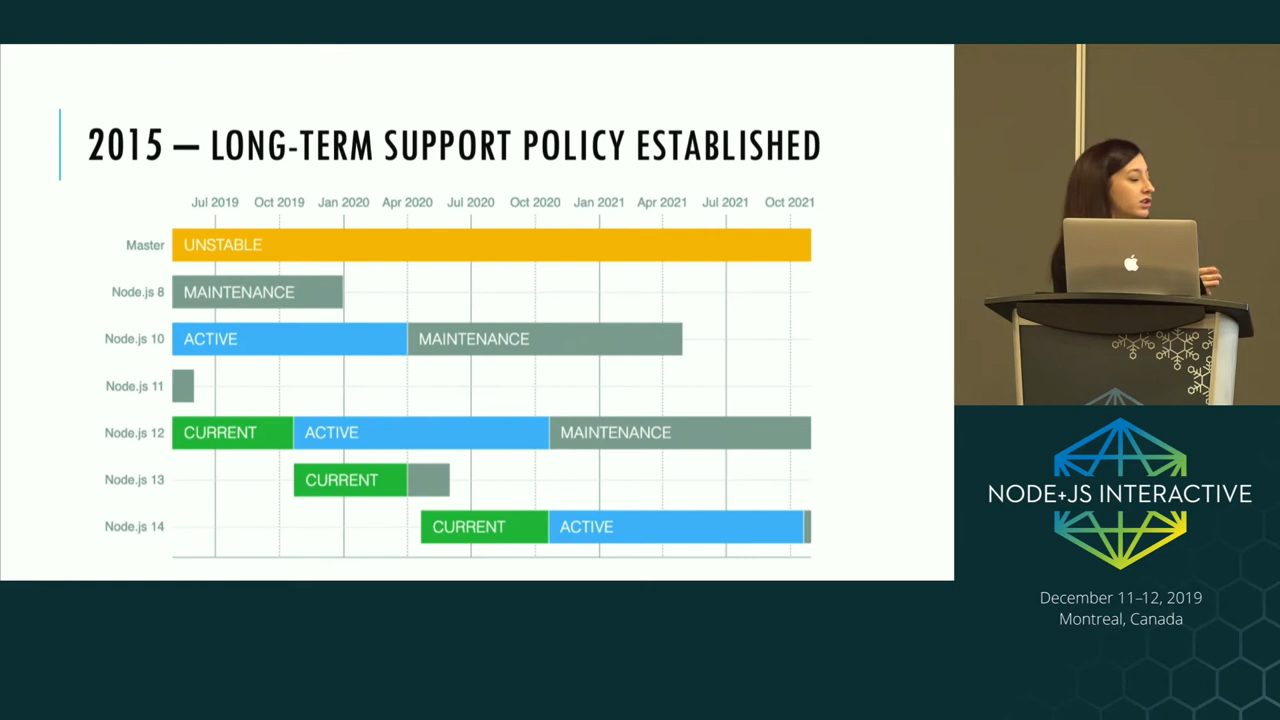 2015 — LONG-TERM SUPPORT POLICY ESTABLISHED
Jul 2019 Oct 2019 Jan 2020 Apr 2020 Jul 2020 Oct 2020 Jan 2021 Apr 2021 Jul 2021 Oct 2021
Master UNSTABLE
Node.js 8 MAINTENANCE
Node.js 10 ACTIVE MAINTENANCE
Node.js 11
Node.js 12 CURRENT ACTIVE MAINTENANCE
Node.js 13 CURRENT
Node.js 14 CURRENT ACTIVE
NODE+JS INTERACTIVE
December 11–12, 2019
Montreal, Canada